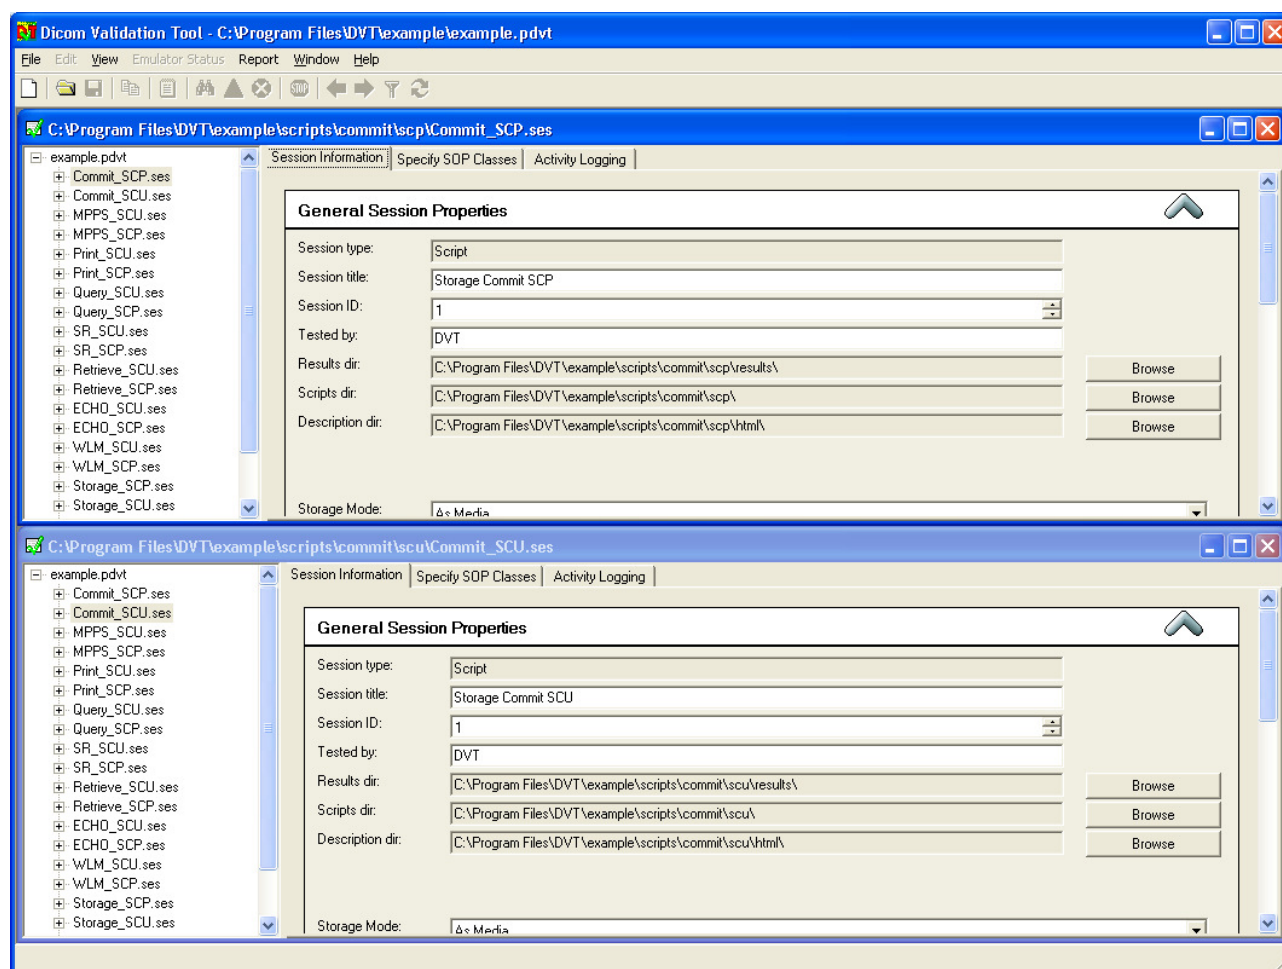 Dicom Validation Tool - C:\Program Files\DVT\example\example.pdvt
File Edit View Emulator Status Report Window Help
STOP
C:\Program Files\DVT\example\scripts\commit\scp\Commit_SCP.ses
example.pdvt
Commit_SCP.ses
Commit_SCU.ses
MPPS_SCU.ses
MPPS_SCP.ses
Print_SCU.ses
Print_SCP.ses
Query_SCU.ses
Query_SCP.ses
SR_SCU.ses
SR_SCP.ses
Retrieve_SCU.ses
Retrieve_SCP.ses
ECHO_SCU.ses
ECHO_SCP.ses
WLM_SCU.ses
WLM_SCP.ses
Storage_SCP.ses
Storage_SCU.ses
Session Information Specify SOP Classes Activity Logging
General Session Properties
Session type: Script
Session title: Storage Commit SCP
Session ID: 1
Tested by: DVT
Results dir: C:\Program Files\DVT\example\scripts\commit\scp\results\ Browse
Scripts dir: C:\Program Files\DVT\example\scripts\commit\scp\ Browse
Description dir: C:\Program Files\DVT\example\scripts\commit\scp\html\ Browse
Storage Mode: As Media
C:\Program Files\DVT\example\scripts\commit\scu\Commit_SCU.ses
example.pdvt
Commit_SCP.ses
Commit_SCU.ses
MPPS_SCU.ses
MPPS_SCP.ses
Print_SCU.ses
Print_SCP.ses
Query_SCU.ses
Query_SCP.ses
SR_SCU.ses
SR_SCP.ses
Retrieve_SCU.ses
Retrieve_SCP.ses
ECHO_SCU.ses
ECHO_SCP.ses
WLM_SCU.ses
WLM_SCP.ses
Storage_SCP.ses
Storage_SCU.ses
Session Information Specify SOP Classes Activity Logging
General Session Properties
Session type: Script
Session title: Storage Commit SCU
Session ID: 1
Tested by: DVT
Results dir: C:\Program Files\DVT\example\scripts\commit\scu\results\ Browse
Scripts dir: C:\Program Files\DVT\example\scripts\commit\scu\ Browse
Description dir: C:\Program Files\DVT\example\scripts\commit\scu\html\ Browse
Storage Mode: As Media